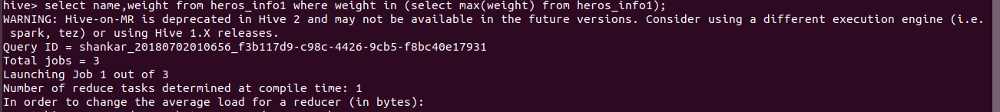 hive> select name,weight from heros_info1 where weight in (select max(weight) from heros_info1);
WARNING: Hive-on-MR is deprecated in Hive 2 and may not be available in the future versions. Consider using a different execution engine (i.e.
 spark, tez) or using Hive 1.X releases.
Query ID = shankar_20180702010656_f3b117d9-c98c-4426-9cb5-f8bc40e17931
Total jobs = 3
Launching Job 1 out of 3
Number of reduce tasks determined at compile time: 1
In order to change the average load for a reducer (in bytes):